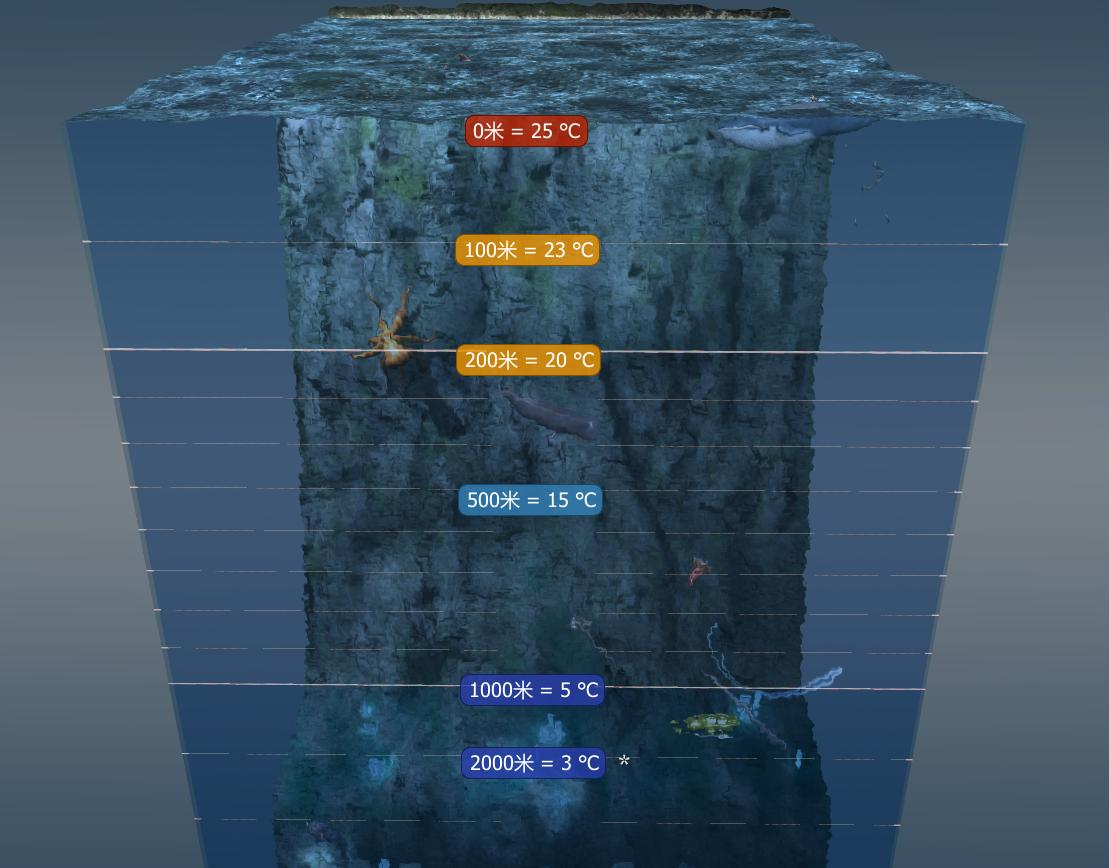 0米 = 25 ℃
100米 = 23 ℃
200米 = 20 ℃
500米 = 15 ℃
1000米 = 5 ℃
2000米 = 3 ℃ *